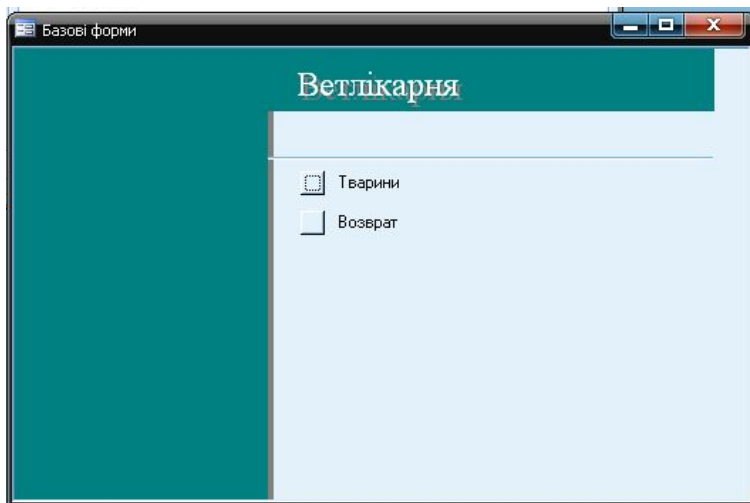 Базові форми
Ветлікарня
Тварини
Возврат